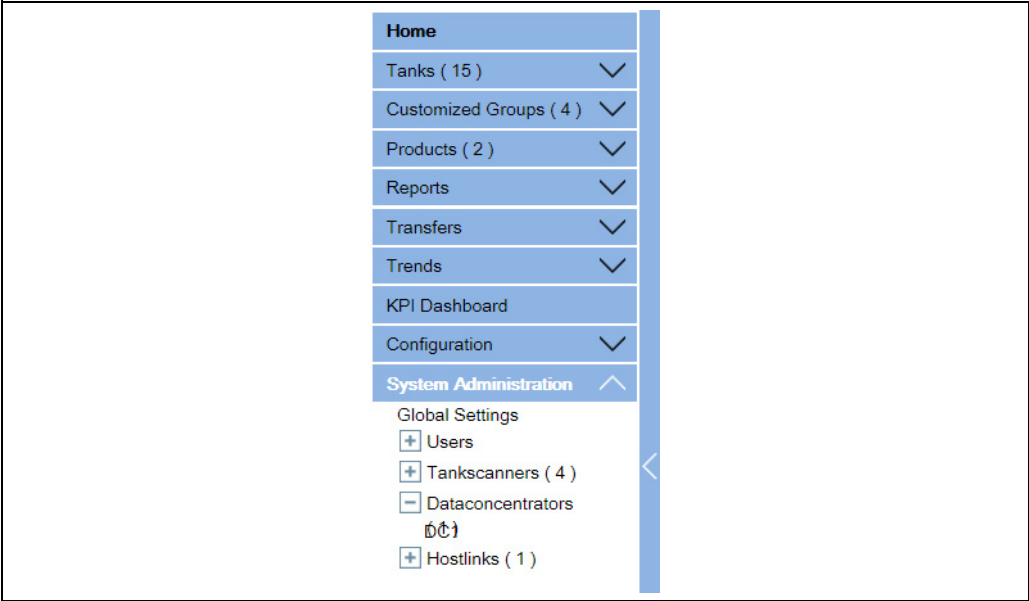 Home
Tanks ( 15 )
Customized Groups ( 4 )
Products ( 2 )
Reports
Transfers
Trends
KPI Dashboard
Configuration
System Administration
Global Settings
Users
Tankscanners ( 4 )
Dataconcentrators
Hostlinks ( 1 )